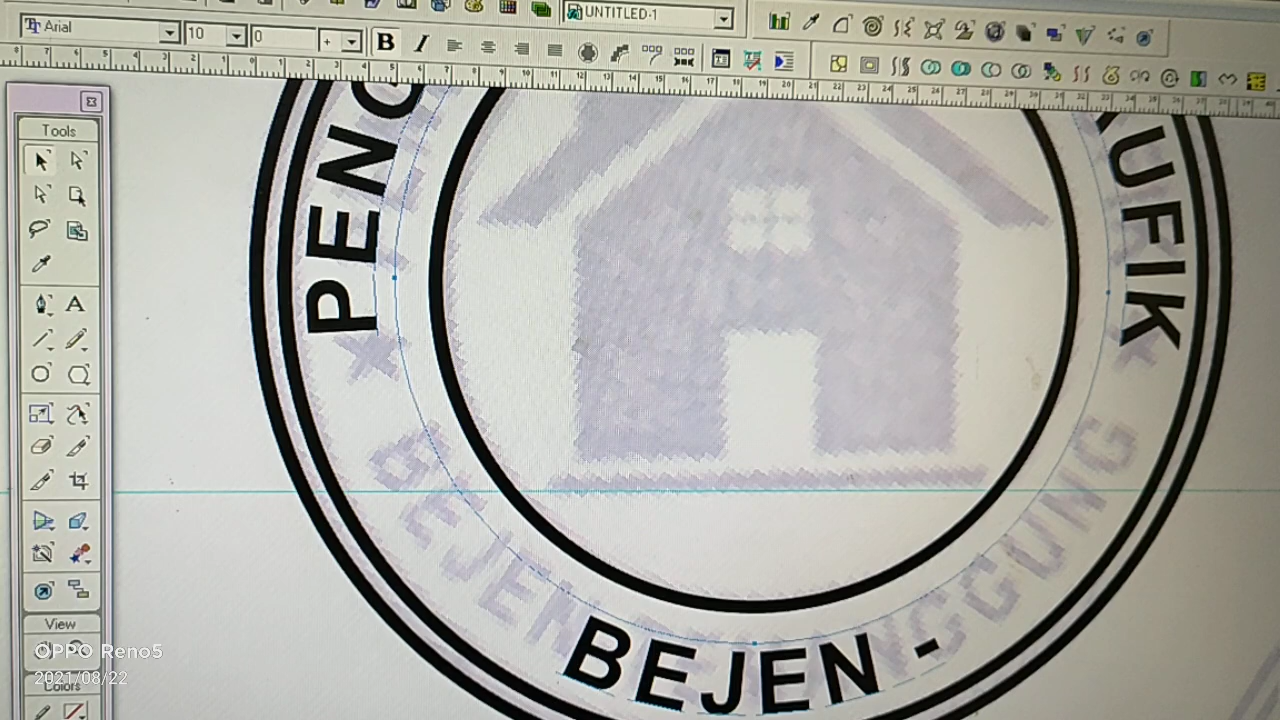 UNTITLED-1
Arial
10
0
Tools
PENG
UFIK
BEJEN
GGUNG
BEJEN -
View
Colors
OPPO Reno5
2021/08/22